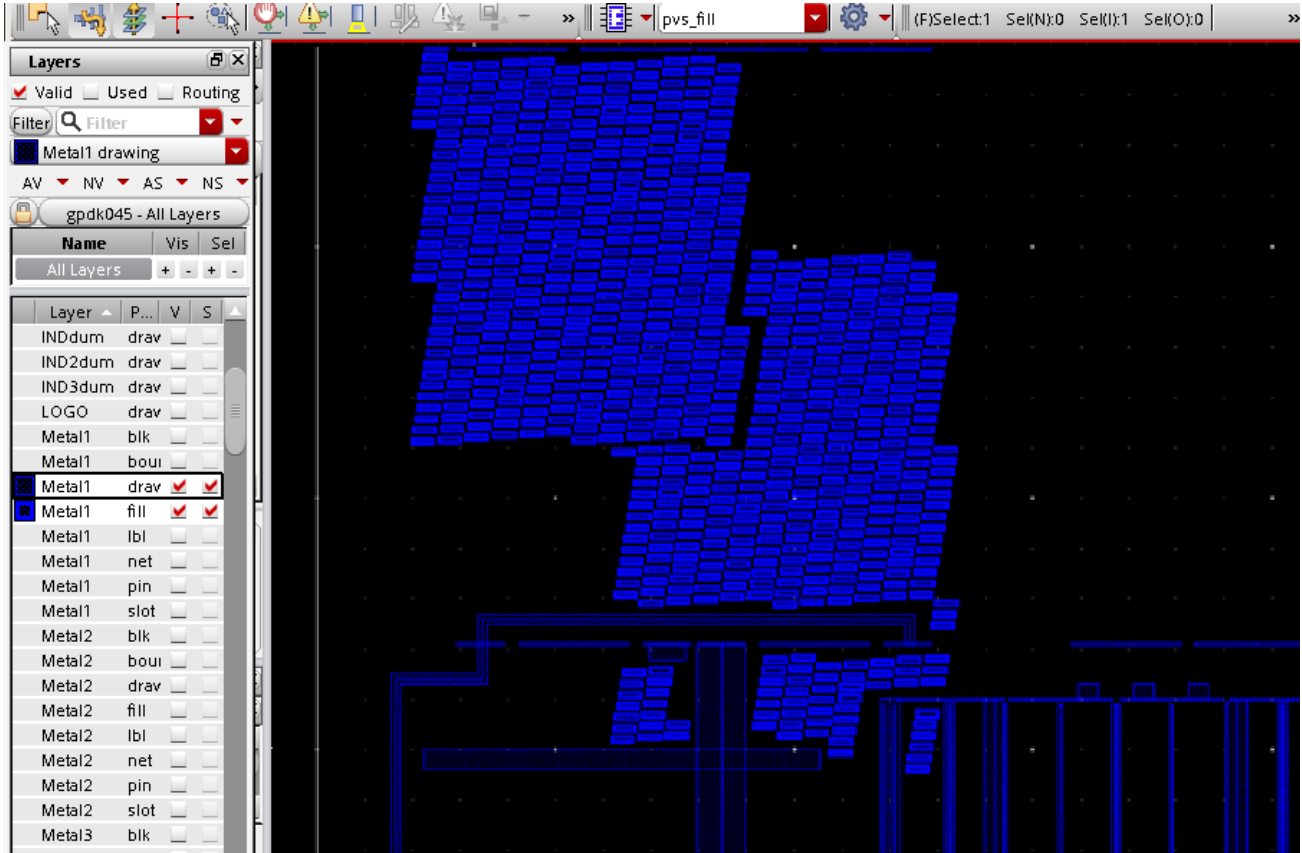 pvs_fill
(F)Select:1 Sel(N):0 Sel(I):1 Sel(O):0
»
»
Layers
Valid Used Routing
Filter Filter
Metal1 drawing
AV NV AS NS
gpdk045 - All Layers
Name Vis Sel
All Layers + - + -
Layer P... V S
INDdum drav
IND2dum drav
IND3dum drav
LOGO drav
Metal1 blk
Metal1 bour
Metal1 drav
Metal1 fill
Metal1 lbl
Metal1 net
Metal1 pin
Metal1 slot
Metal2 blk
Metal2 bour
Metal2 drav
Metal2 fill
Metal2 lbl
Metal2 net
Metal2 pin
Metal2 slot
Metal3 blk